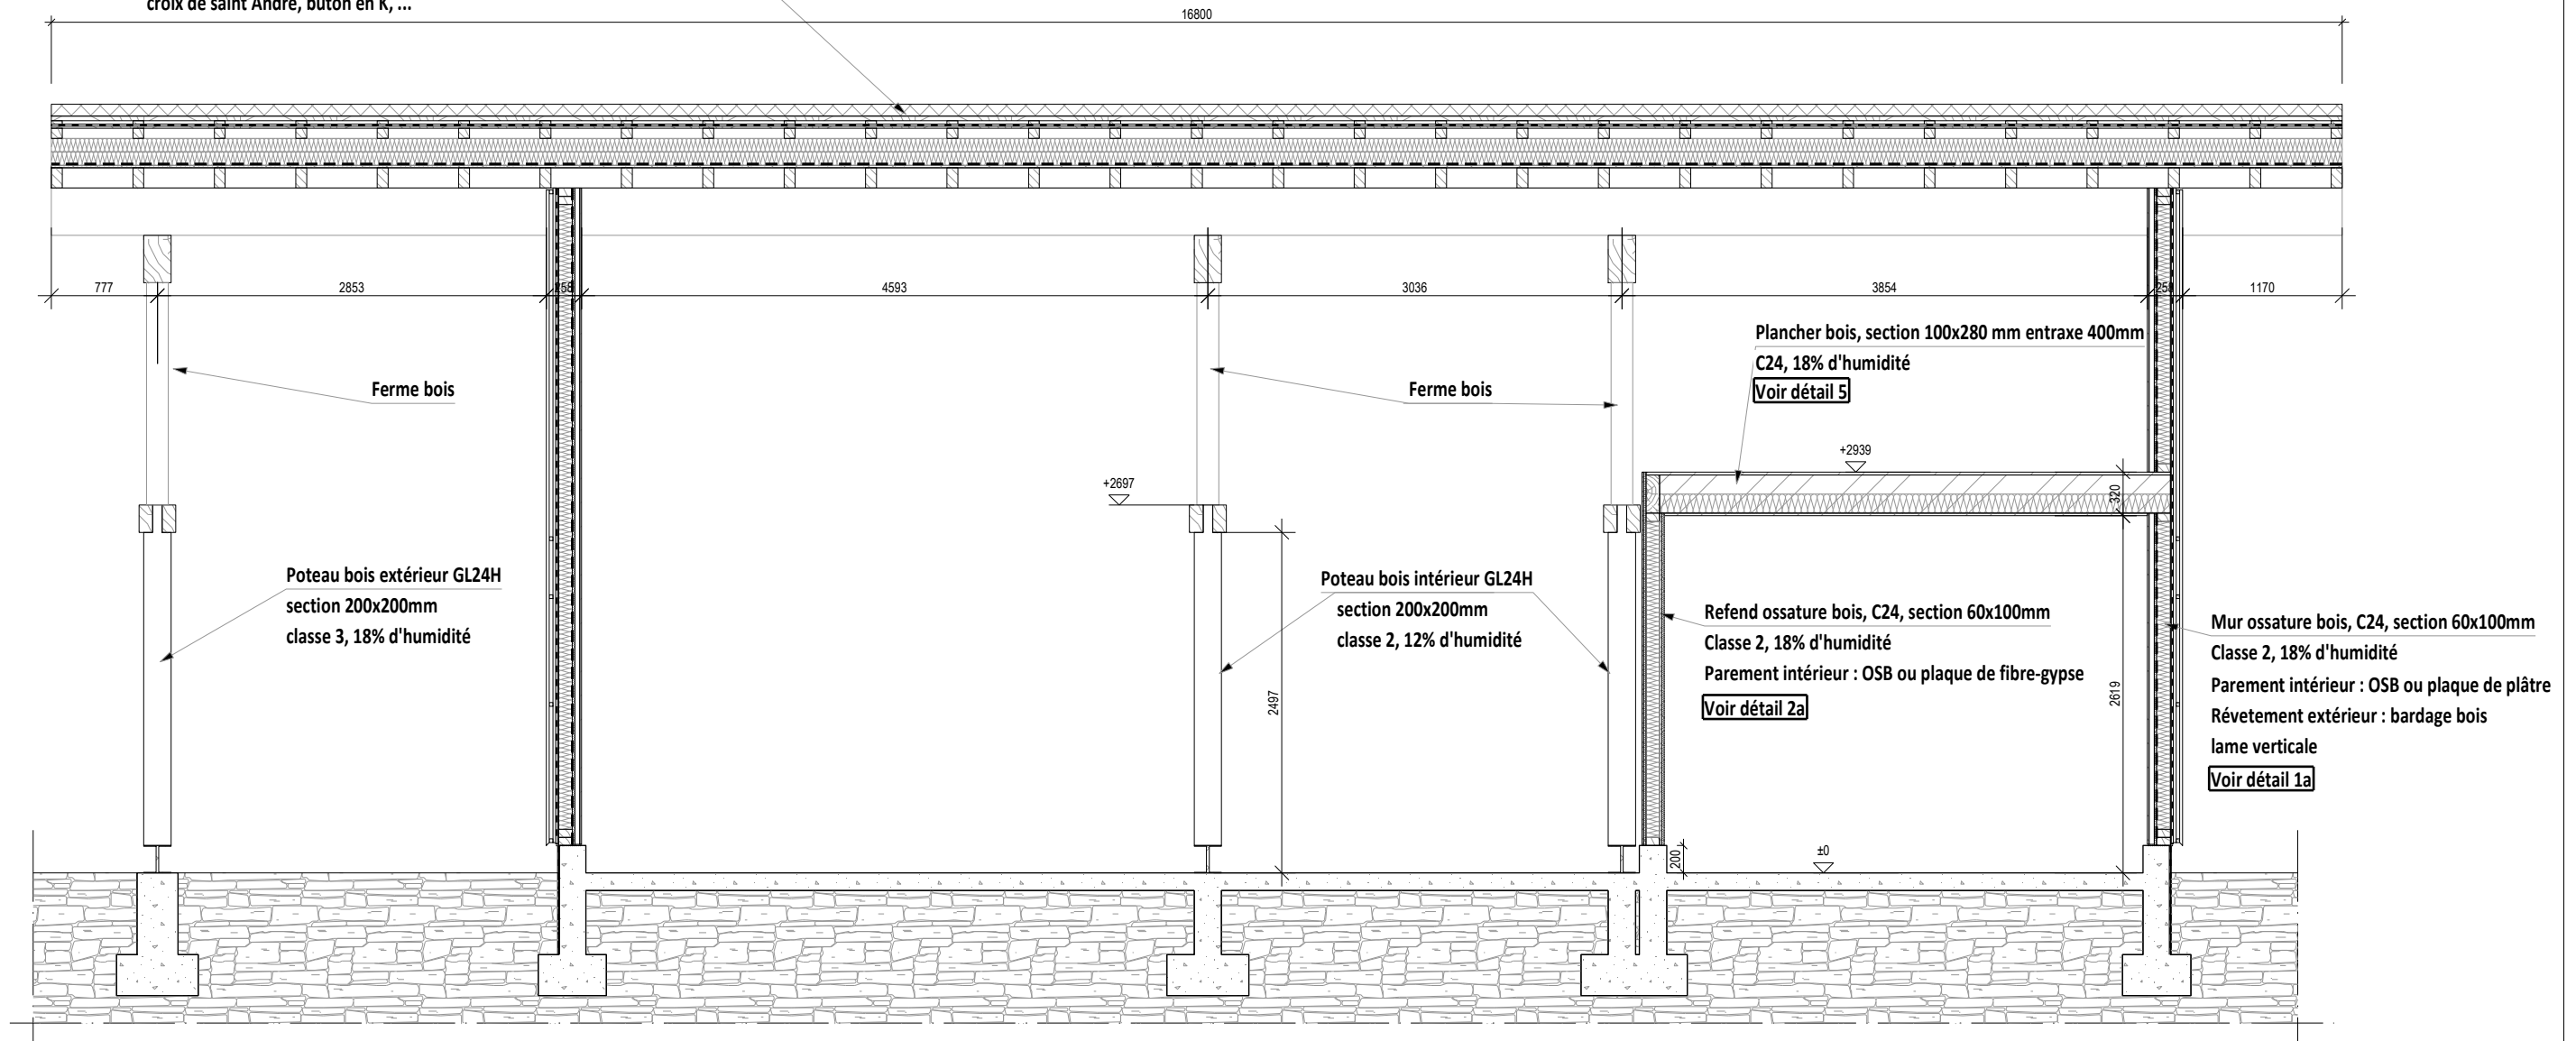 croix de saint André, buton en K, ...
16800
777
2853
258
4593
3036
3854
258
1170
Plancher bois, section 100x280 mm entraxe 400mm
C24, 18% d'humidité
Voir détail 5
Ferme bois
Ferme bois
+2939
+2697
320
Poteau bois extérieur GL24H
section 200x200mm
classe 3, 18% d'humidité
Poteau bois intérieur GL24H
section 200x200mm
classe 2, 12% d'humidité
Refend ossature bois, C24, section 60x100mm
Classe 2, 18% d'humidité
Parement intérieur : OSB ou plaque de fibre-gypse
Voir détail 2a
Mur ossature bois, C24, section 60x100mm
Classe 2, 18% d'humidité
Parement intérieur : OSB ou plaque de plâtre
Révetement extérieur : bardage bois
lame verticale
Voir détail 1a
2497
2619
200
±0